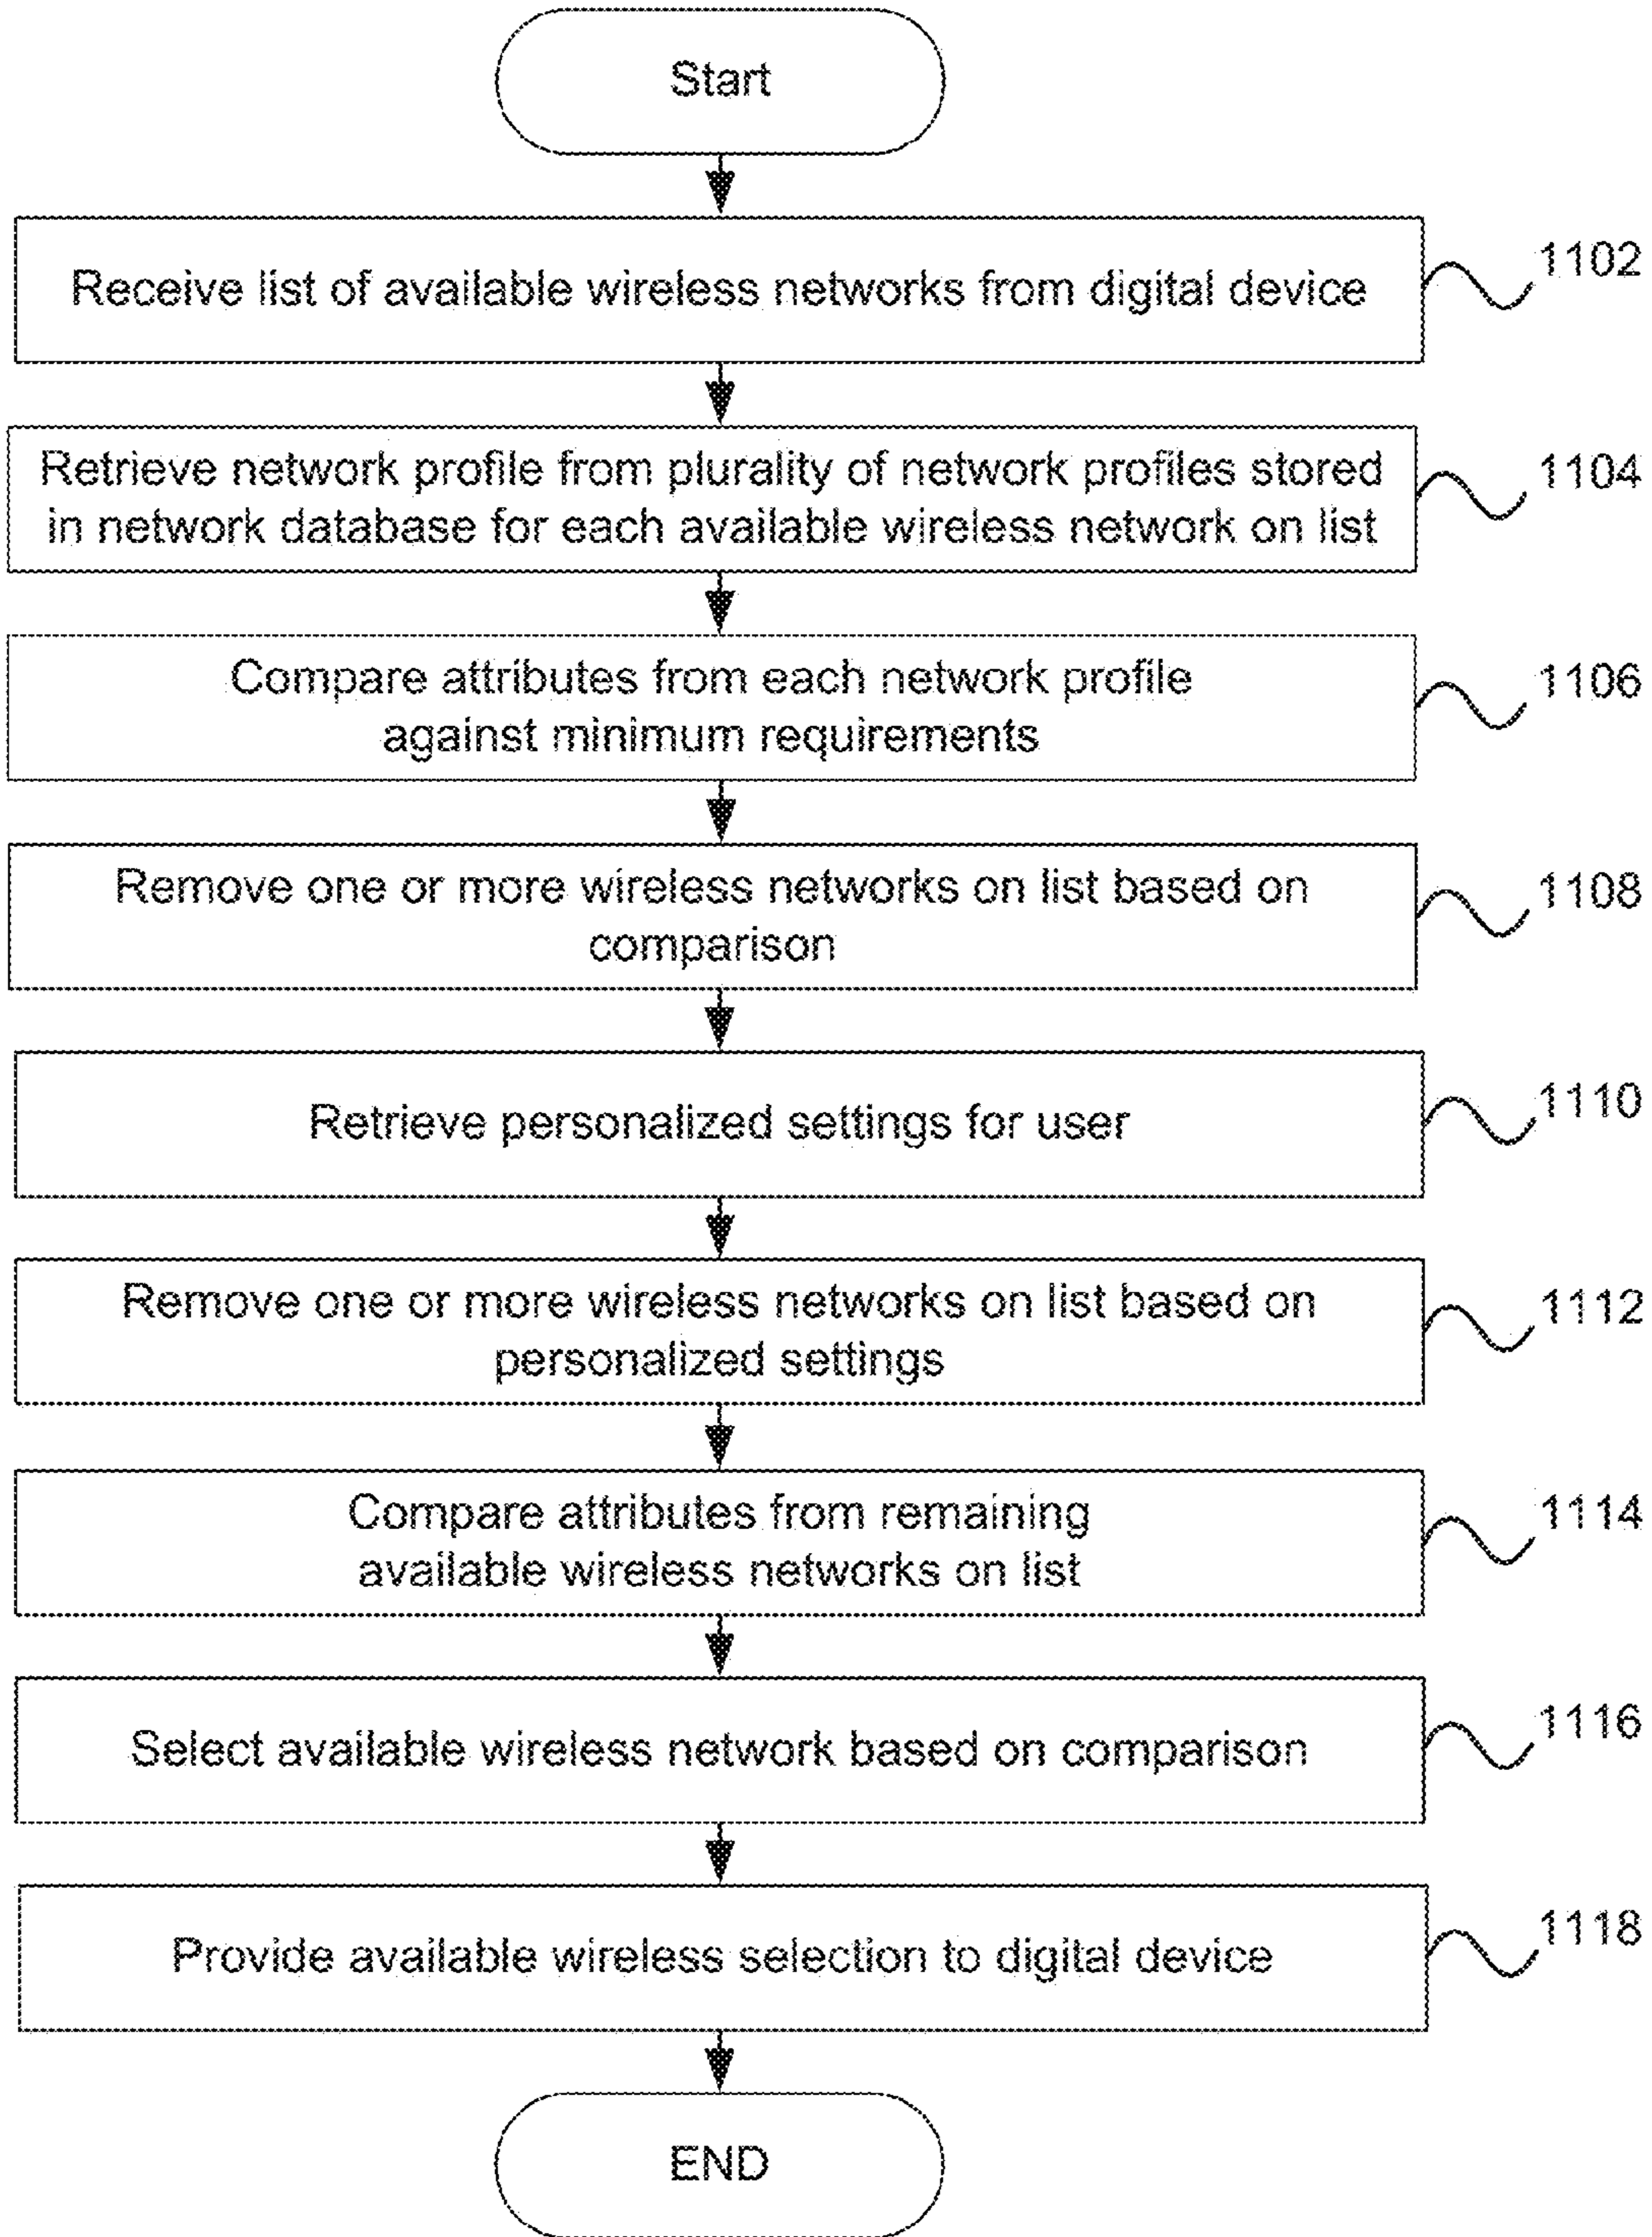 Start
Receive list of available wireless networks from digital device
1102
Retrieve network profile from plurality of network profiles stored
in network database for each available wireless network on list
1104
Compare attributes from each network profile
against minimum requirements
1106
Remove one or more wireless networks on list based on
comparison
1108
Retrieve personalized settings for user
1110
Remove one or more wireless networks on list based on
personalized settings
1112
Compare attributes from remaining
available wireless networks on list
1114
Select available wireless network based on comparison
1116
Provide available wireless selection to digital device
1118
END